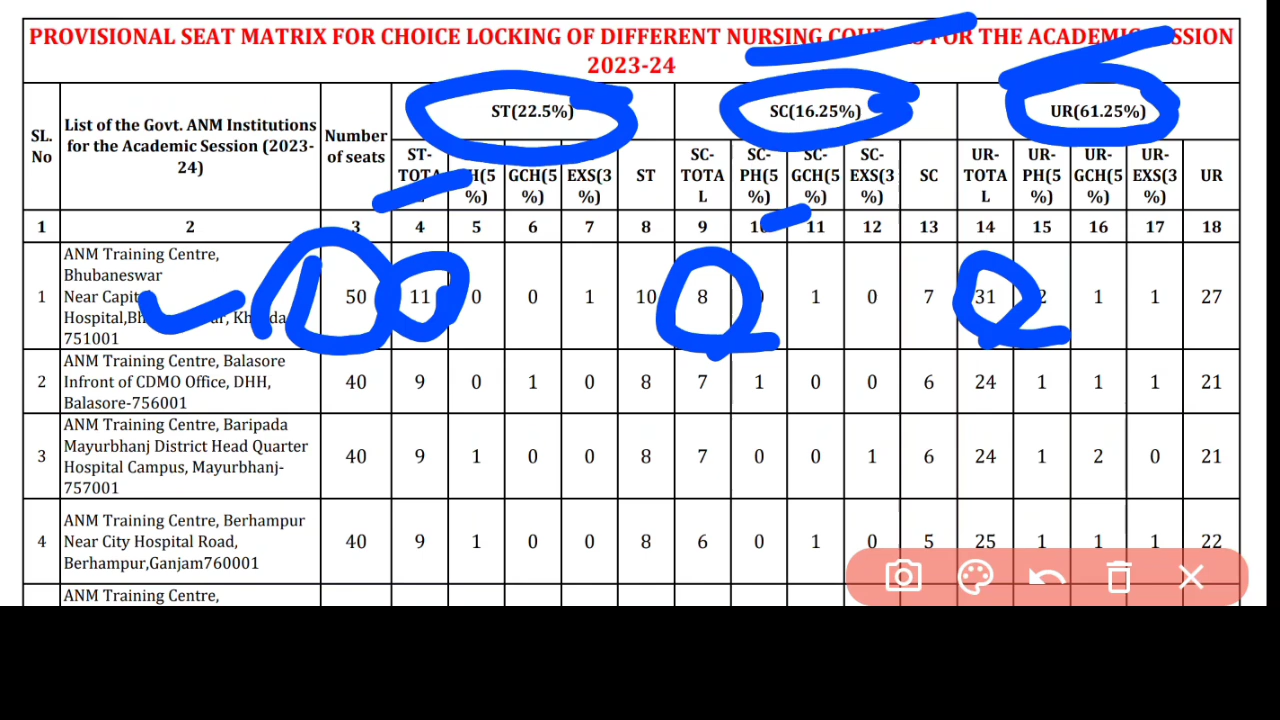 PROVISIONAL SEAT MATRIX FOR CHOICE LOCKING OF DIFFERENT NURSING FOR THE ACADEMIC SESSION
2023-24
SL. No List of the Govt. ANM Institutions for the Academic Session (2023-24) Number of seats ST(22.5%) SC(16.25%) UR(61.25%)
ST-TOTA %) GCH(5%) EXS(3%) ST SC-TOTAL SC-PH(5%) SC-GCH(5%) SC-EXS(3%) SC UR-TOTAL UR-PH(5%) UR-GCH(5%) UR-EXS(3%) UR
1 2 3 4 5 6 7 8 9 11 12 13 14 15 16 17 18
1 ANM Training Centre, 50 11 0 0 1 10 8 1 0 7 31 2 1 1 27
Bhubaneswar
Near
Hospital,
751001
2 ANM Training Centre, Balasore 40 9 0 1 0 8 7 1 0 0 6 24 1 1 1 21
Infront of CDMO Office, DHH,
Balasore-756001
3 ANM Training Centre, Baripada 40 9 1 0 0 8 7 0 0 1 6 24 1 2 0 21
Mayurbhanj District Head Quarter
Hospital Campus, Mayurbhanj-
757001
4 ANM Training Centre, Berhampur 40 9 1 0 0 8 6 0 1 0 5 25 1 1 1 22
Near City Hospital Road,
Berhampur,Ganjam760001
ANM Training Centre,